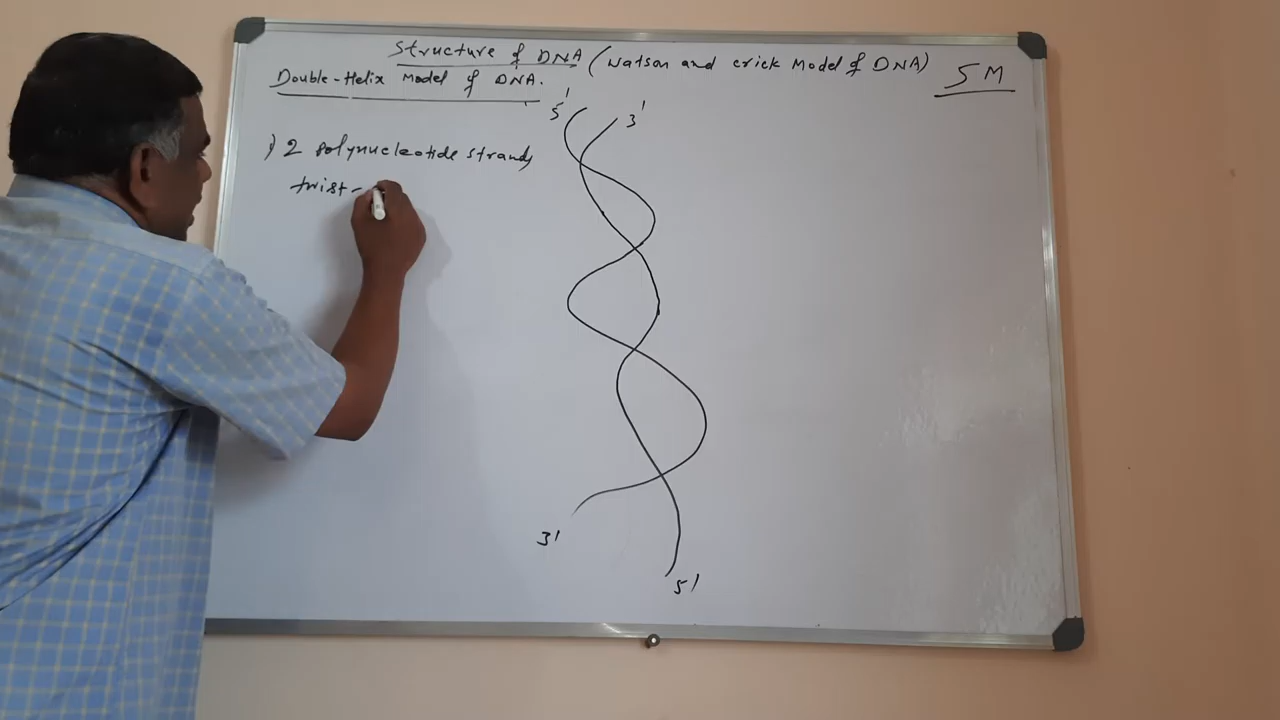 Structure of DNA (Watson and Crick Model of DNA)
5M
Double-Helix Model of DNA.
5' 3'
1) 2 polynucleotide strands
twist
3'
5'